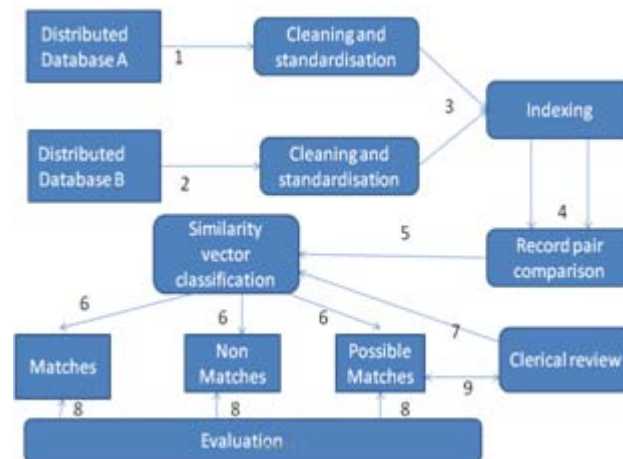 Distributed
Database A
1
Cleaning and
standardisation
3
Indexing
Distributed
Database B
2
Cleaning and
standardisation
4
Similarity
vector
classification
5
Record pair
comparison
6
6
6
7
Matches
Non
Matches
Possible
Matches
9
Clerical review
8
8
8
Evaluation